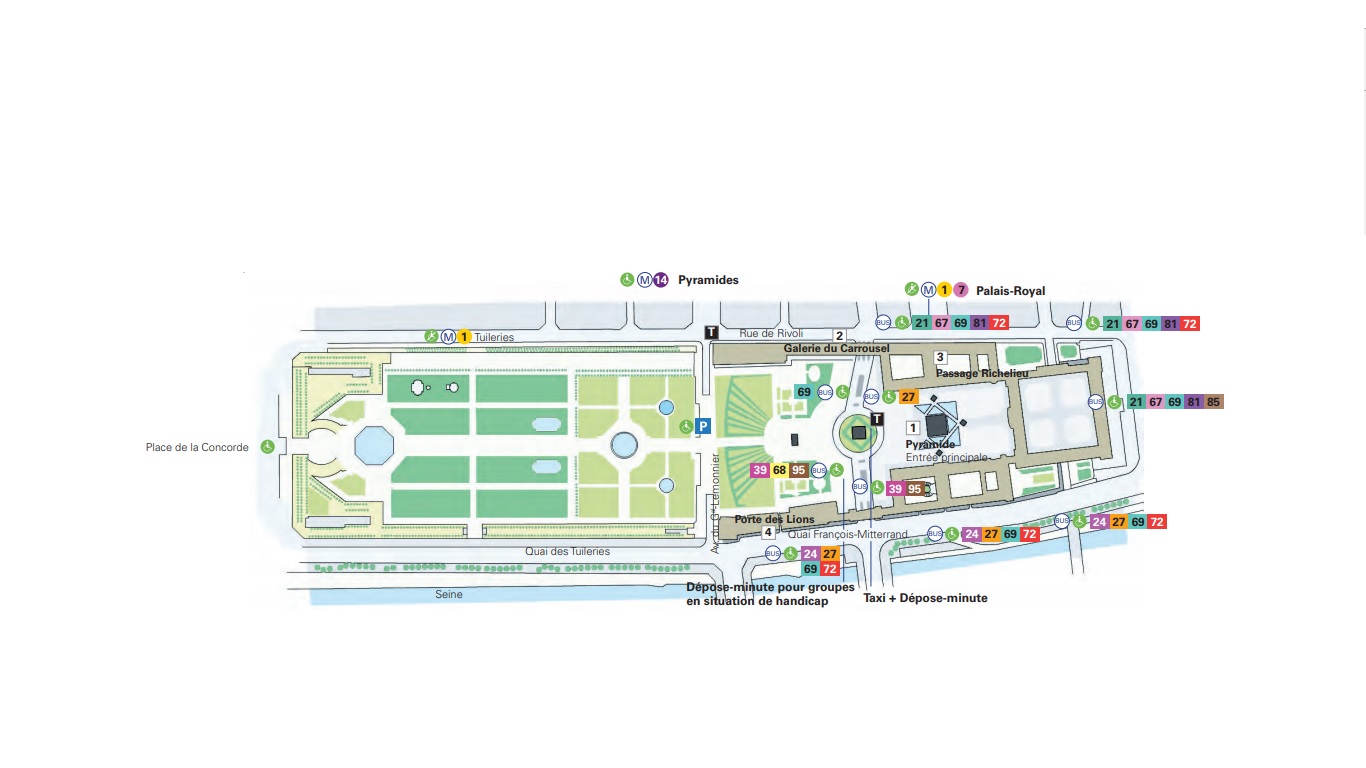 M 14 Pyramides
M 1 7 Palais-Royal
BUS 21 67 69 81 72
BUS 21 67 69 81 72
M 1 Tuileries
T Rue de Rivoli 2
Galerie du Carrousel
3
Passage Richelieu
69 BUS
BUS 27
BUS 21 67 69 81 85
T
P
1
Pyramide
Entrée principale
Place de la Concorde
Av. du Gal Lemonnier
39 68 95 BUS
BUS 39 95
Porte des Lions
4 Quai François-Mitterrand
BUS 24 27 69 72
BUS 24 27 69 72
Quai des Tuileries
BUS 24 27
69 72
Seine
Dépose-minute pour groupes
en situation de handicap
Taxi + Dépose-minute